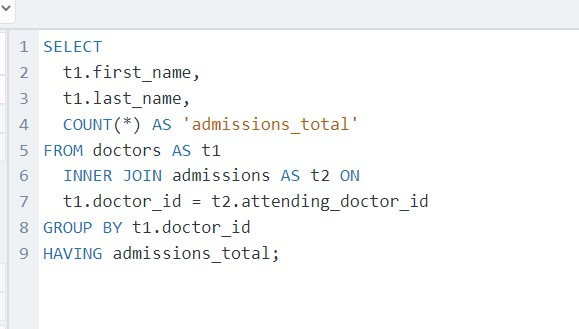 1 SELECT
2   t1.first_name,
3   t1.last_name,
4   COUNT(*) AS 'admissions_total'
5 FROM doctors AS t1
6   INNER JOIN admissions AS t2 ON
7   t1.doctor_id = t2.attending_doctor_id
8 GROUP BY t1.doctor_id
9 HAVING admissions_total;